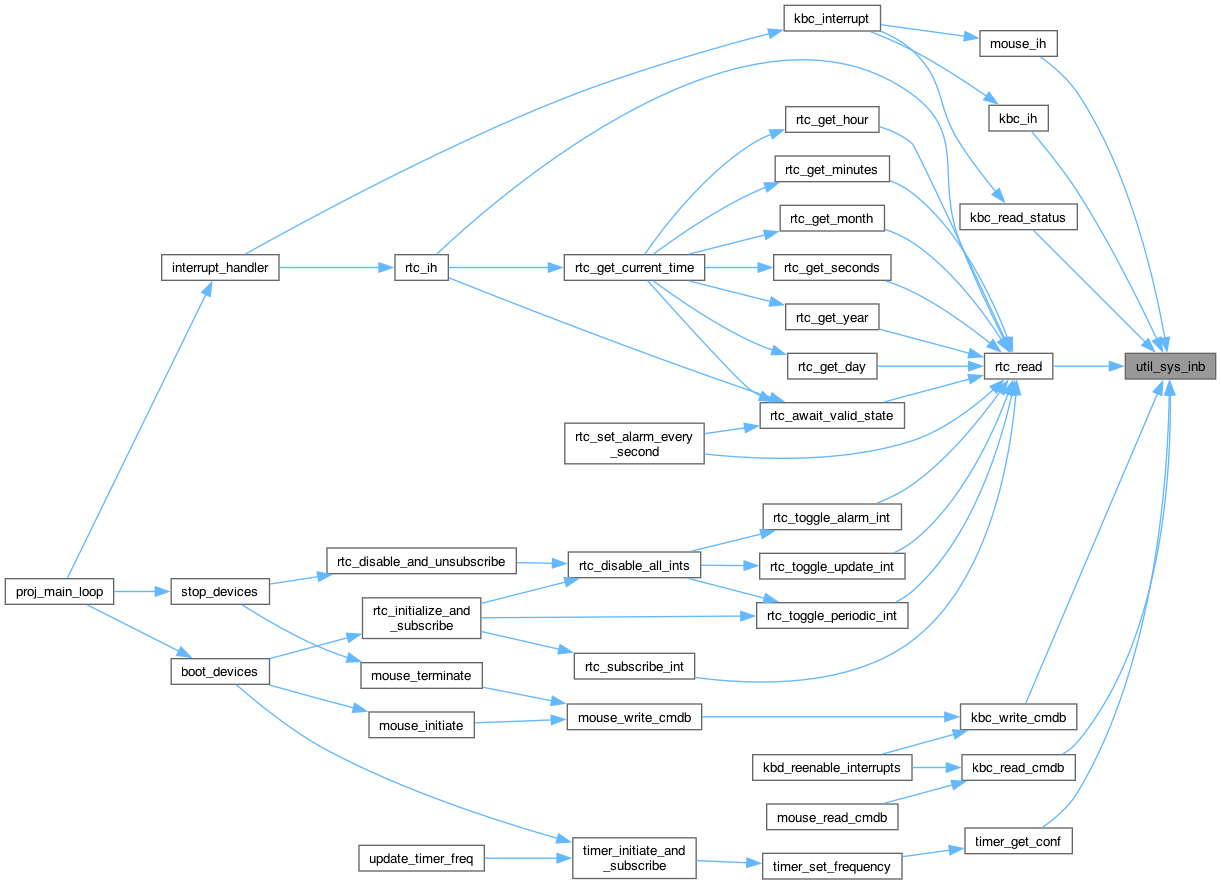 kbc_interrupt
mouse_ih
rtc_get_hour
kbc_ih
rtc_get_minutes
rtc_get_month
kbc_read_status
interrupt_handler
rtc_ih
rtc_get_current_time
rtc_get_seconds
rtc_get_year
rtc_get_day
rtc_read
util_sys_inb
rtc_await_valid_state
rtc_set_alarm_every
_second
rtc_toggle_alarm_int
rtc_disable_and_unsubscribe
rtc_disable_all_ints
rtc_toggle_update_int
proj_main_loop
stop_devices
rtc_initialize_and
_subscribe
rtc_toggle_periodic_int
boot_devices
mouse_terminate
rtc_subscribe_int
mouse_initiate
mouse_write_cmdb
kbc_write_cmdb
kbd_reenable_interrupts
kbc_read_cmdb
mouse_read_cmdb
timer_get_conf
update_timer_freq
timer_initiate_and
_subscribe
timer_set_frequency